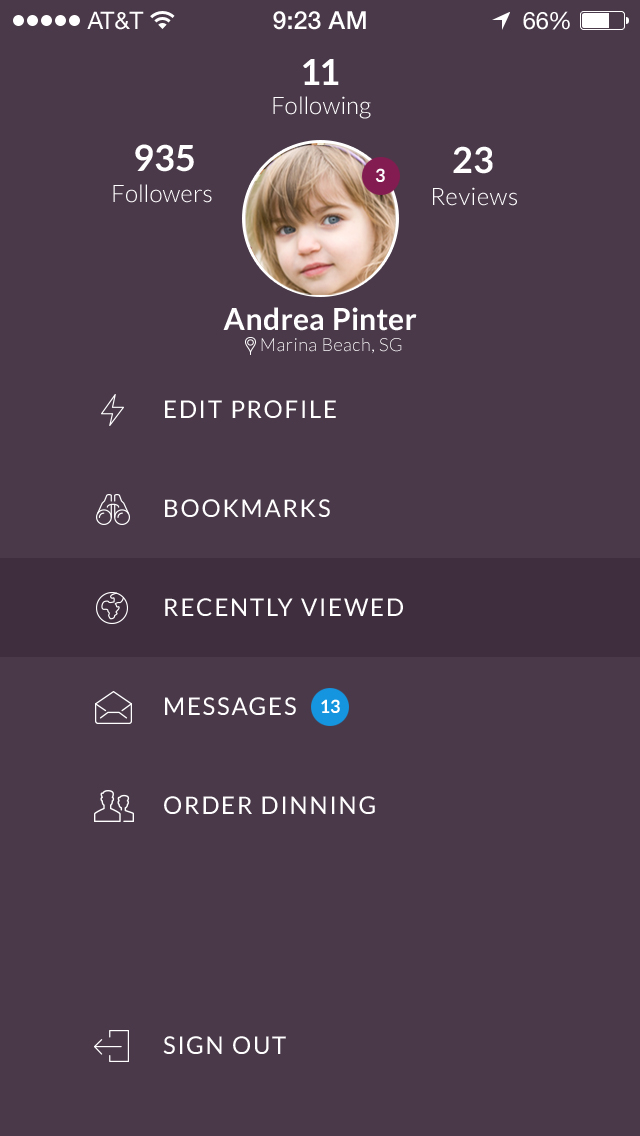 AT&T 9:23 AM 66%
11
Following
935
Followers
3
23
Reviews
Andrea Pinter
Marina Beach, SG
EDIT PROFILE
BOOKMARKS
RECENTLY VIEWED
MESSAGES 13
ORDER DINNING
SIGN OUT